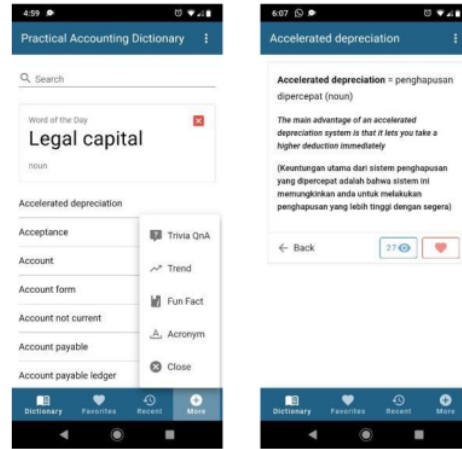 4:59
Practical Accounting Dictionary
Search
Word of the Day
Legal capital
noun
Accelerated depreciation
Acceptance
Account
Account form
Account not current
Account payable
Account payable ledger
Trivia QnA
Trend
Fun Fact
Acronym
Close
Dictionary Favorites Recent More
6:07
Accelerated depreciation
Accelerated depreciation = penghapusan
dipercepat (noun)
The main advantage of an accelerated
depreciation system is that it lets you take a
higher deduction immediately
(Keuntungan utama dari sistem penghapusan
yang dipercepat adalah bahwa sistem ini
memungkinkan anda untuk melakukan
penghapusan yang lebih tinggi dengan segera)
Back 27
Dictionary Favorites Recent More